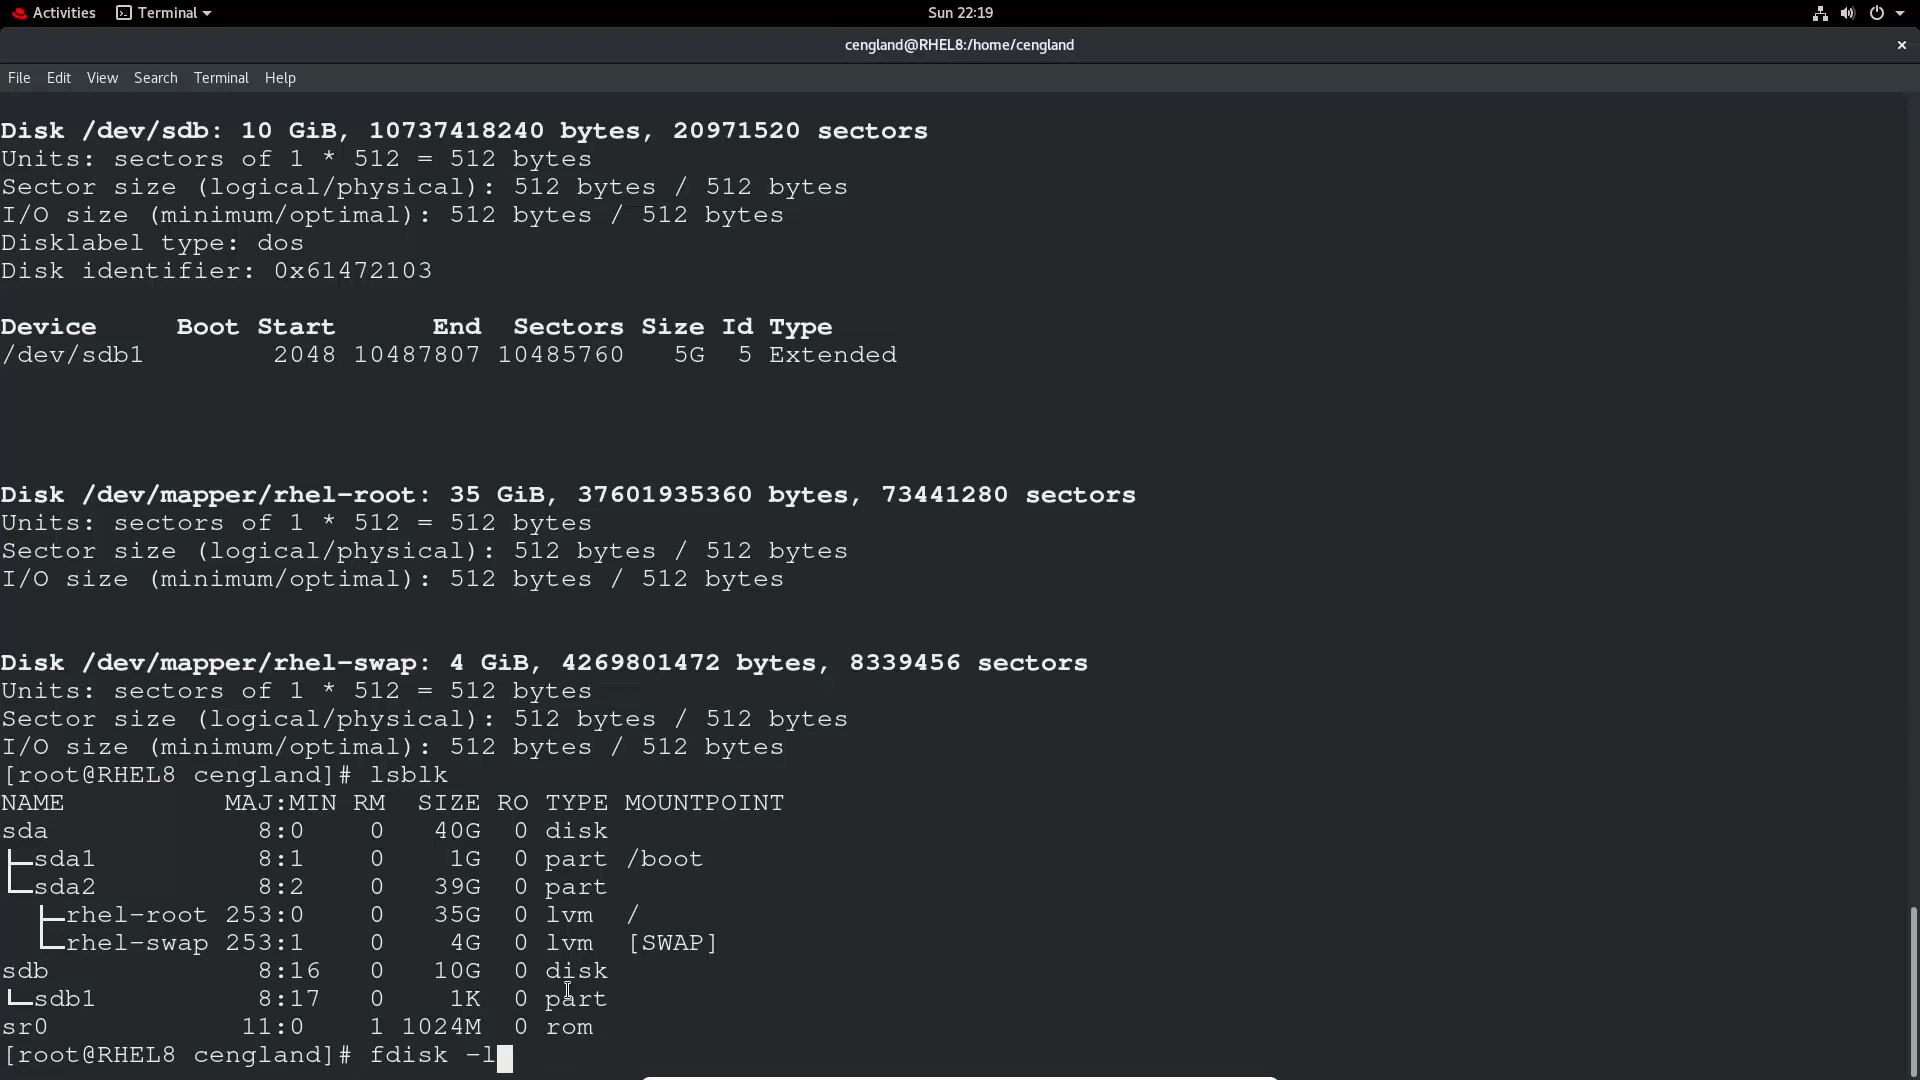 Activities Terminal Sun 22:19
cengland@RHEL8:/home/cengland
File Edit View Search Terminal Help
Disk /dev/sdb: 10 GiB, 10737418240 bytes, 20971520 sectors
Units: sectors of 1 * 512 = 512 bytes
Sector size (logical/physical): 512 bytes / 512 bytes
I/O size (minimum/optimal): 512 bytes / 512 bytes
Disklabel type: dos
Disk identifier: 0x61472103
Device     Boot Start      End  Sectors Size Id Type
/dev/sdb1        2048 10487807 10485760   5G  5 Extended
Disk /dev/mapper/rhel-root: 35 GiB, 37601935360 bytes, 73441280 sectors
Units: sectors of 1 * 512 = 512 bytes
Sector size (logical/physical): 512 bytes / 512 bytes
I/O size (minimum/optimal): 512 bytes / 512 bytes
Disk /dev/mapper/rhel-swap: 4 GiB, 4269801472 bytes, 8339456 sectors
Units: sectors of 1 * 512 = 512 bytes
Sector size (logical/physical): 512 bytes / 512 bytes
I/O size (minimum/optimal): 512 bytes / 512 bytes
[root@RHEL8 cengland]# lsblk
NAME          MAJ:MIN RM  SIZE RO TYPE MOUNTPOINT
sda             8:0    0   40G  0 disk
├─sda1          8:1    0    1G  0 part /boot
└─sda2          8:2    0   39G  0 part
  ├─rhel-root 253:0    0   35G  0 lvm  /
  └─rhel-swap 253:1    0    4G  0 lvm  [SWAP]
sdb             8:16   0   10G  0 disk
└─sdb1          8:17   0    1K  0 part
sr0            11:0    1 1024M  0 rom
[root@RHEL8 cengland]# fdisk -l